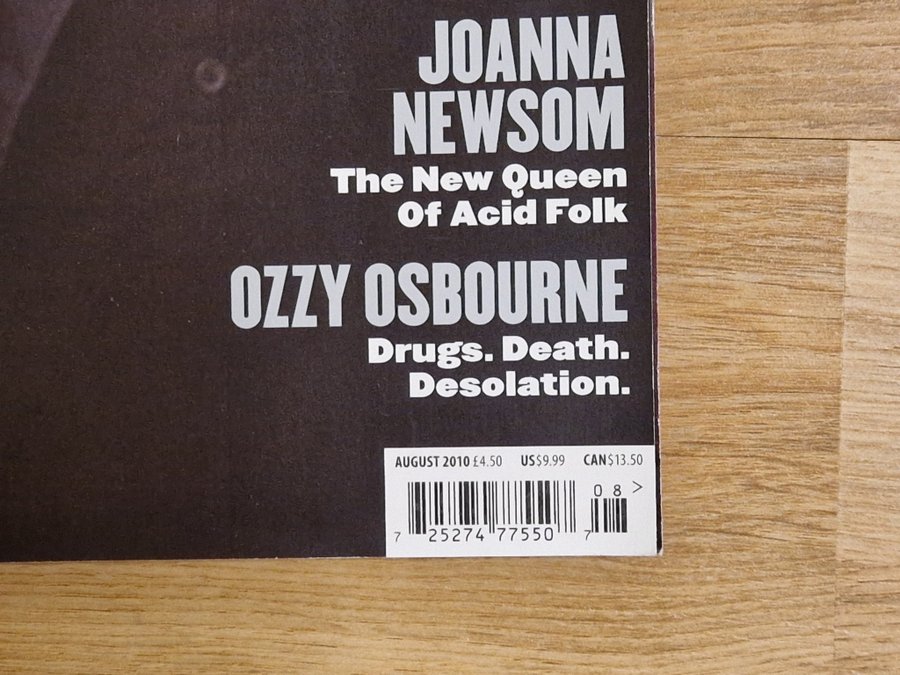 JOANNA
NEWSOM
The New Queen
Of Acid Folk
OZZY OSBOURNE
Drugs. Death.
Desolation.
AUGUST 2010 £4.50 US$9.99 CAN$13.50
08>
7 25274 77550 7